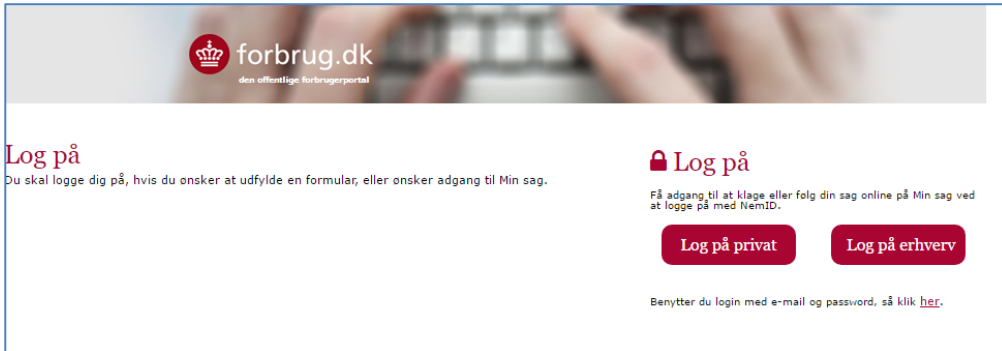 forbrug.dk
den offentlige forbrugerportal
Log på
Du skal logge dig på, hvis du ønsker at udfylde en formular, eller ønsker adgang til Min sag.
Log på
Få adgang til at klage eller følg din sag online på Min sag ved
at logge på med NemID.
Log på privat
Log på erhverv
Benytter du login med e-mail og password, så klik her.